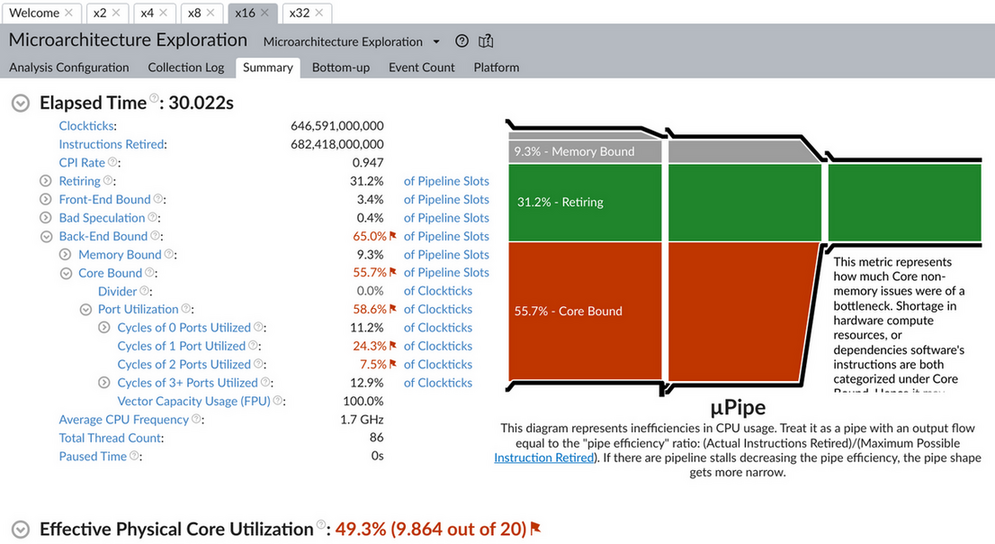 Welcome × x2 × x4 × x8 × x16 × x32 ×
Microarchitecture Exploration Microarchitecture Exploration
Analysis Configuration Collection Log Summary Bottom-up Event Count Platform
Elapsed Time ?: 30.022s
Clockticks: 646,591,000,000
Instructions Retired: 682,418,000,000
CPI Rate ?: 0.947
Retiring ?: 31.2% of Pipeline Slots
Front-End Bound ?: 3.4% of Pipeline Slots
Bad Speculation ?: 0.4% of Pipeline Slots
Back-End Bound ?: 65.0% of Pipeline Slots
Memory Bound ?: 9.3% of Pipeline Slots
Core Bound ?: 55.7% of Pipeline Slots
Divider ?: 0.0% of Clockticks
Port Utilization ?: 58.6% of Clockticks
Cycles of 0 Ports Utilized ?: 11.2% of Clockticks
Cycles of 1 Port Utilized ?: 24.3% of Clockticks
Cycles of 2 Ports Utilized ?: 7.5% of Clockticks
Cycles of 3+ Ports Utilized ?: 12.9% of Clockticks
Vector Capacity Usage (FPU) ?: 100.0%
Average CPU Frequency ?: 1.7 GHz
Total Thread Count: 86
Paused Time ?: 0s
9.3% - Memory Bound
31.2% - Retiring
55.7% - Core Bound
This metric represents
how much Core non-
memory issues were of a
bottleneck. Shortage in
hardware compute
resources, or
dependencies software's
instructions are both
categorized under Core
μPipe
This diagram represents inefficiencies in CPU usage. Treat it as a pipe with an output flow
equal to the "pipe efficiency" ratio: (Actual Instructions Retired)/(Maximum Possible
Instruction Retired). If there are pipeline stalls decreasing the pipe efficiency, the pipe shape
gets more narrow.
Effective Physical Core Utilization ?: 49.3% (9.864 out of 20)